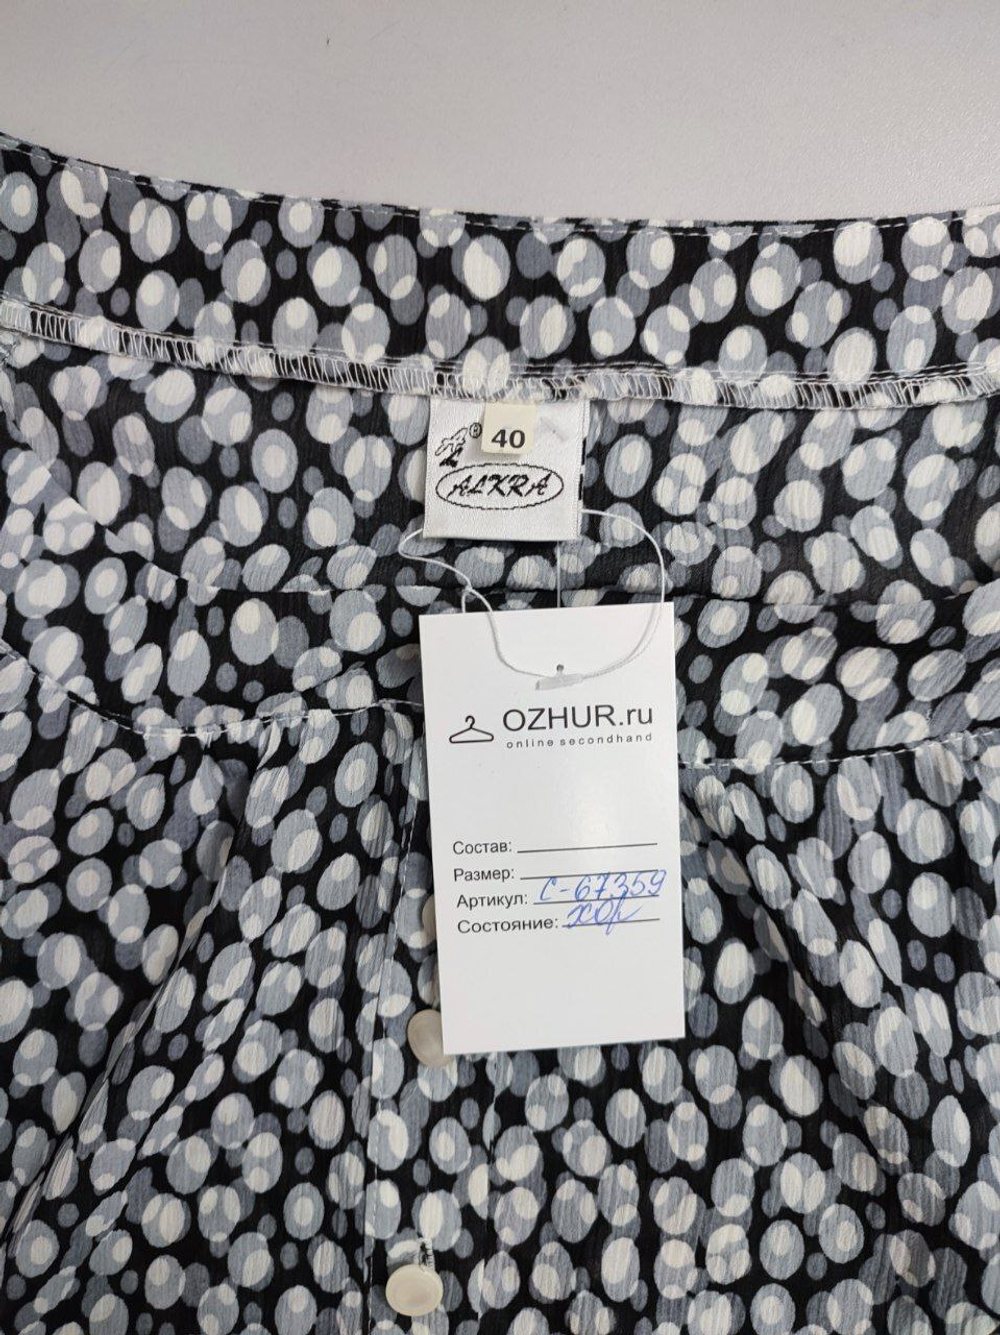 ® 40
ALKRA
OZHUR.ru
online secondhand
Состав:
Размер:
Артикул: С-67359
Состояние: хор